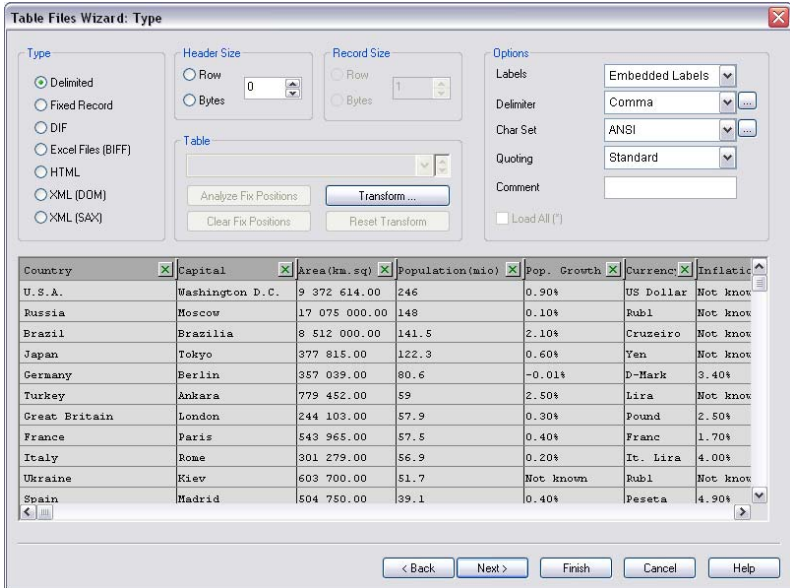 Table Files Wizard: Type
Type
Delimited
Fixed Record
DIF
Excel Files (BIFF)
HTML
XML (DOM)
XML (SAX)
Header Size
Row
Bytes
0
Record Size
Row
Bytes
1
Table
Analyze Fix Positions
Transform ...
Clear Fix Positions
Reset Transform
Options
Labels Embedded Labels
Delimiter Comma ...
Char Set ANSI ...
Quoting Standard
Comment
Load All (*)
Country Capital Area(km.sq) Population(mio) Pop. Growth Currency Inflatic
U.S.A. Washington D.C. 9 372 614.00 246 0.90% US Dollar Not know
Russia Moscow 17 075 000.00 148 0.10% Rubl Not know
Brazil Brazilia 8 512 000.00 141.5 2.10% Cruzeiro Not know
Japan Tokyo 377 815.00 122.3 0.60% Yen Not know
Germany Berlin 357 039.00 80.6 -0.01% D-Mark 3.40%
Turkey Ankara 779 452.00 59 2.50% Lira Not know
Great Britain London 244 103.00 57.9 0.30% Pound 2.50%
France Paris 543 965.00 57.5 0.40% Franc 1.70%
Italy Rome 301 279.00 56.9 0.20% It. Lira 4.00%
Ukraine Kiev 603 700.00 51.7 Not known Rubl Not know
Spain Madrid 504 750.00 39.1 0.40% Peseta 4.90%
< Back
Next >
Finish
Cancel
Help